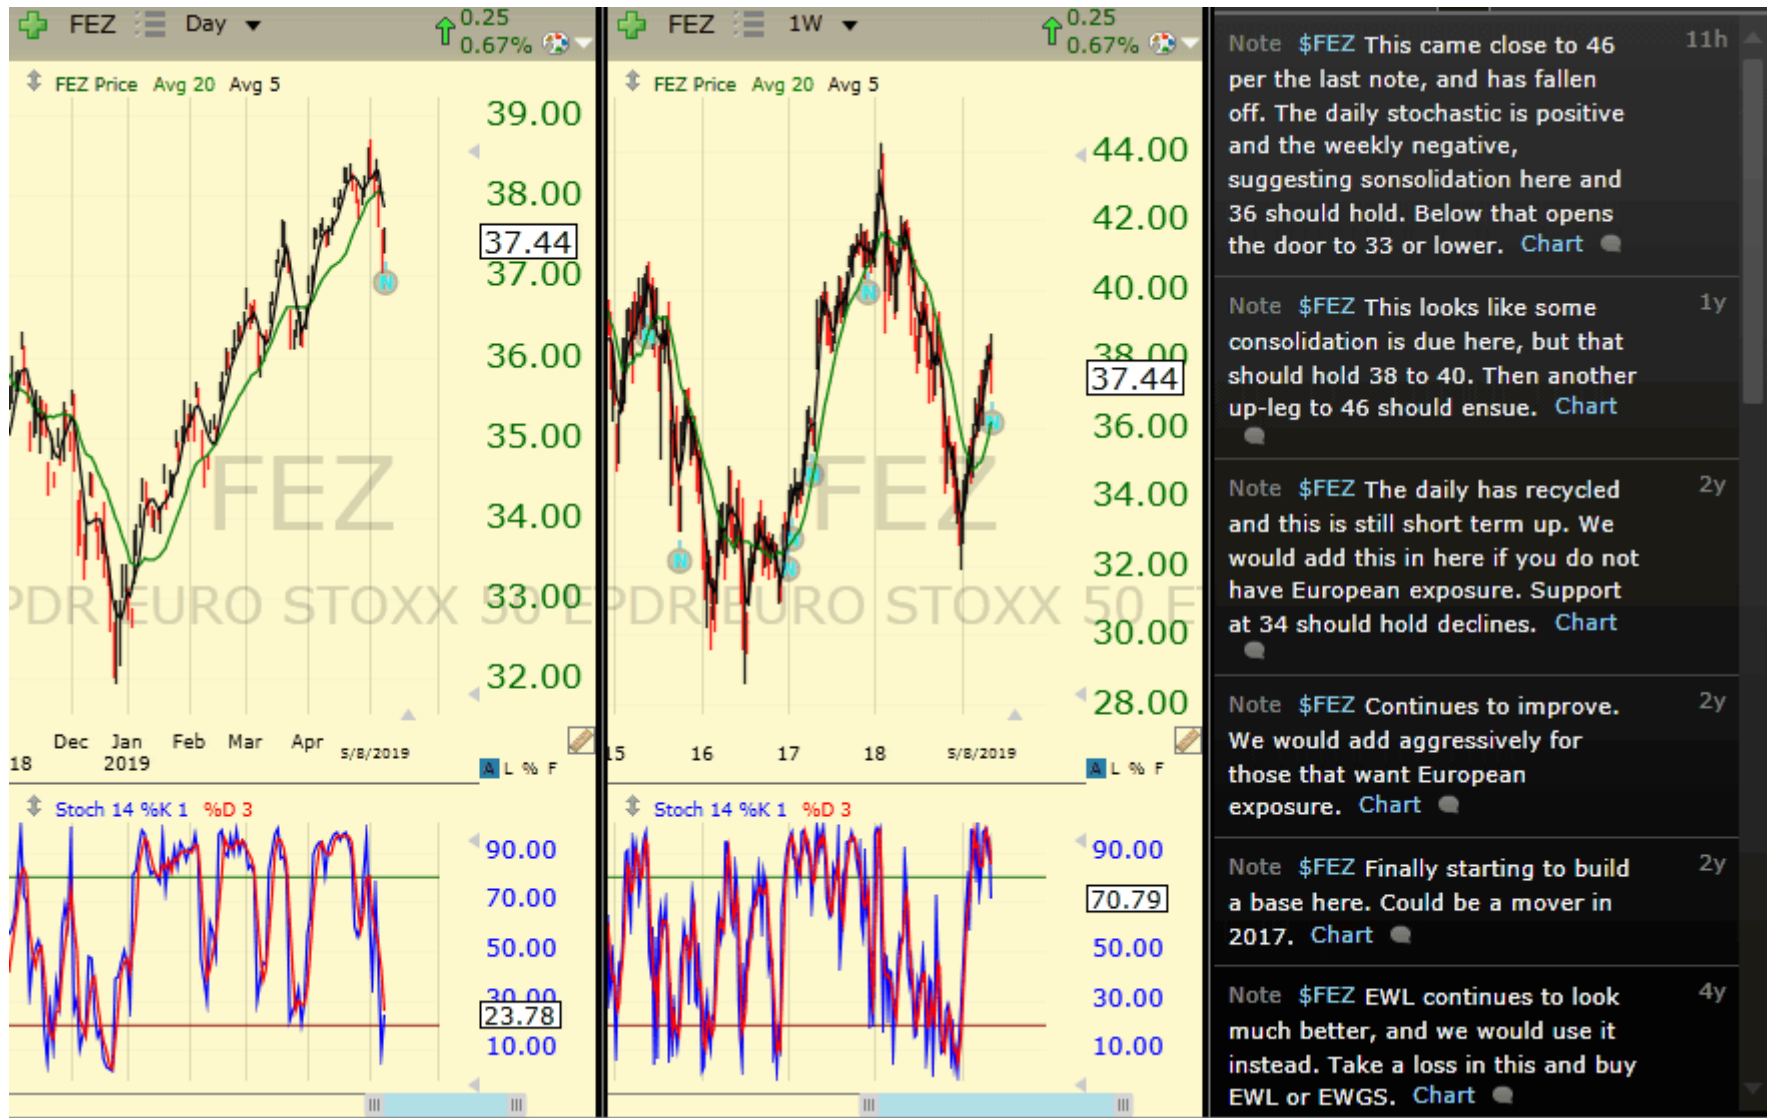 FEZ Day 0.25
0.67%
FEZ Price Avg 20 Avg 5
39.00
38.00
37.44
37.00
36.00
35.00
34.00
33.00
32.00
FEZ
PDR EURO STOXX 50 E
N
Dec Jan Feb Mar Apr 5/8/2019
18 2019
A L % F
Stoch 14 %K 1 %D 3
90.00
70.00
50.00
30.00
23.78
10.00
FEZ 1W 0.25
0.67%
FEZ Price Avg 20 Avg 5
44.00
42.00
40.00
38.00
37.44
36.00
34.00
32.00
30.00
28.00
FEZ
PDR EURO STOXX 50 ET
N
N
N
N
N
N
N
15 16 17 18 5/8/2019
A L % F
Stoch 14 %K 1 %D 3
90.00
70.79
50.00
30.00
10.00
Note $FEZ This came close to 46 11h
per the last note, and has fallen
off. The daily stochastic is positive
and the weekly negative,
suggesting sonsolidation here and
36 should hold. Below that opens
the door to 33 or lower. Chart
Note $FEZ This looks like some 1y
consolidation is due here, but that
should hold 38 to 40. Then another
up-leg to 46 should ensue. Chart
Note $FEZ The daily has recycled 2y
and this is still short term up. We
would add this in here if you do not
have European exposure. Support
at 34 should hold declines. Chart
Note $FEZ Continues to improve. 2y
We would add aggressively for
those that want European
exposure. Chart
Note $FEZ Finally starting to build 2y
a base here. Could be a mover in
2017. Chart
Note $FEZ EWL continues to look 4y
much better, and we would use it
instead. Take a loss in this and buy
EWL or EWGS. Chart